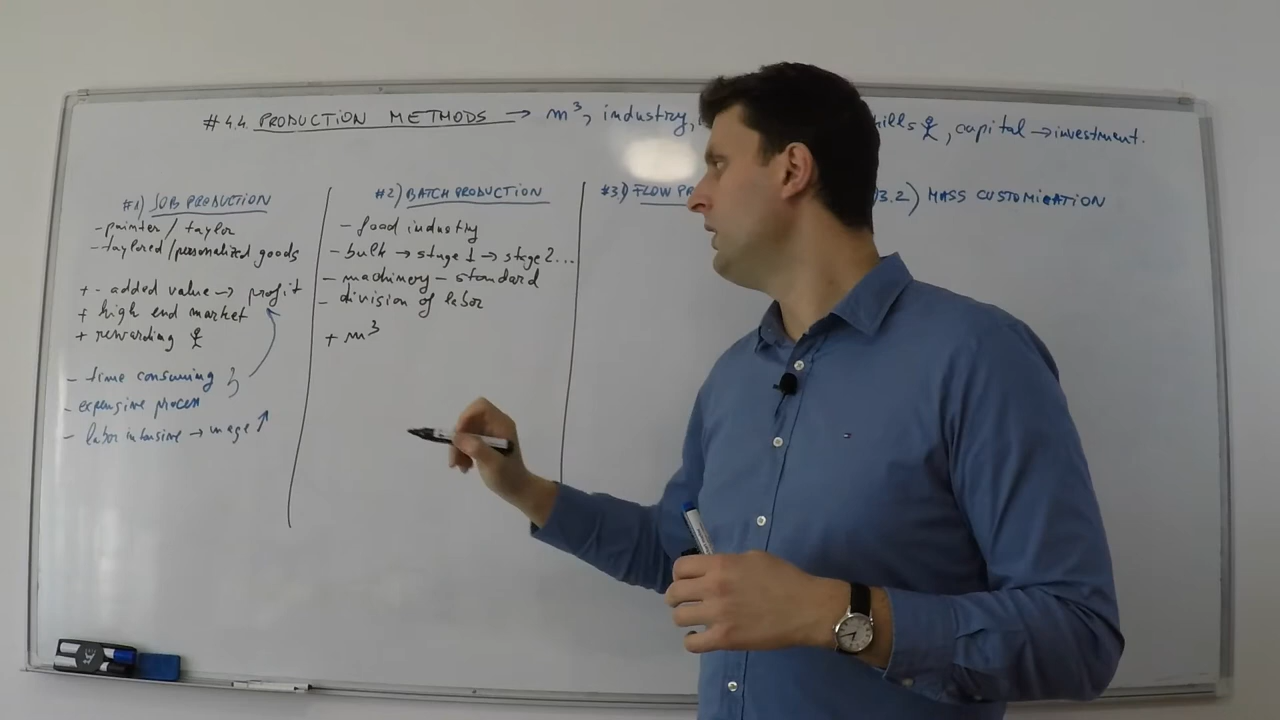 #4.4. PRODUCTION METHODS → m³, industry, hills, capital → investment.
#1) JOB PRODUCTION
- painter / taylor
- taylored/personalized goods
+ - added value → profit
+ high end market
+ rewarding
- time consuming
- expensive process
- labor intensive → wage ↑
#2) BATCH PRODUCTION
- food industry
- bulk → stage 1 → stage 2...
- machinery - standard
- division of labor
+ m³
#3.1) FLOW PR
3.2) MASS CUSTOMIZATION